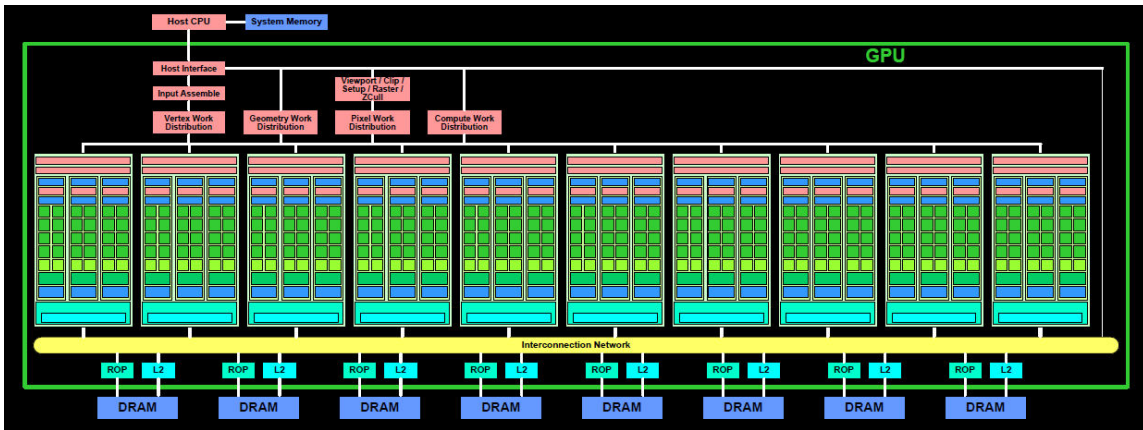 Host CPU
System Memory
GPU
Host Interface
Viewport / Clip /
Setup / Raster /
ZCull
Input Assemble
Vertex Work
Distribution
Geometry Work
Distribution
Pixel Work
Distribution
Compute Work
Distribution
Interconnection Network
ROP L2 ROP L2 ROP L2 ROP L2 ROP L2 ROP L2 ROP L2 ROP L2
DRAM DRAM DRAM DRAM DRAM DRAM DRAM DRAM